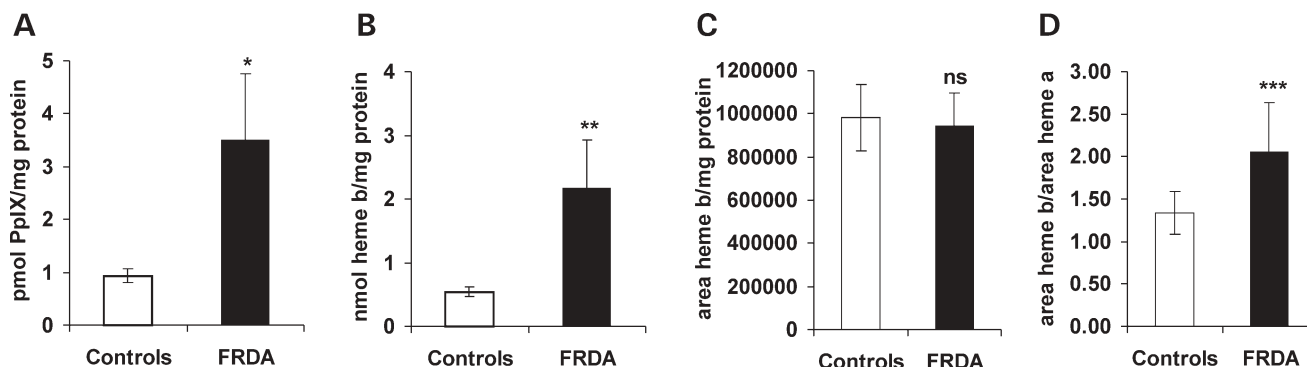 A
pmol PpIX/mg protein
5
4
3
2
1
0
*
Controls FRDA
B
nmol heme b/mg protein
4
3
2
1
0
**
Controls FRDA
C
area heme b/mg protein
1200000
1000000
800000
600000
400000
200000
0
ns
Controls FRDA
D
area heme b/area heme a
3.00
2.50
2.00
1.50
1.00
0.50
0.00
***
Controls FRDA